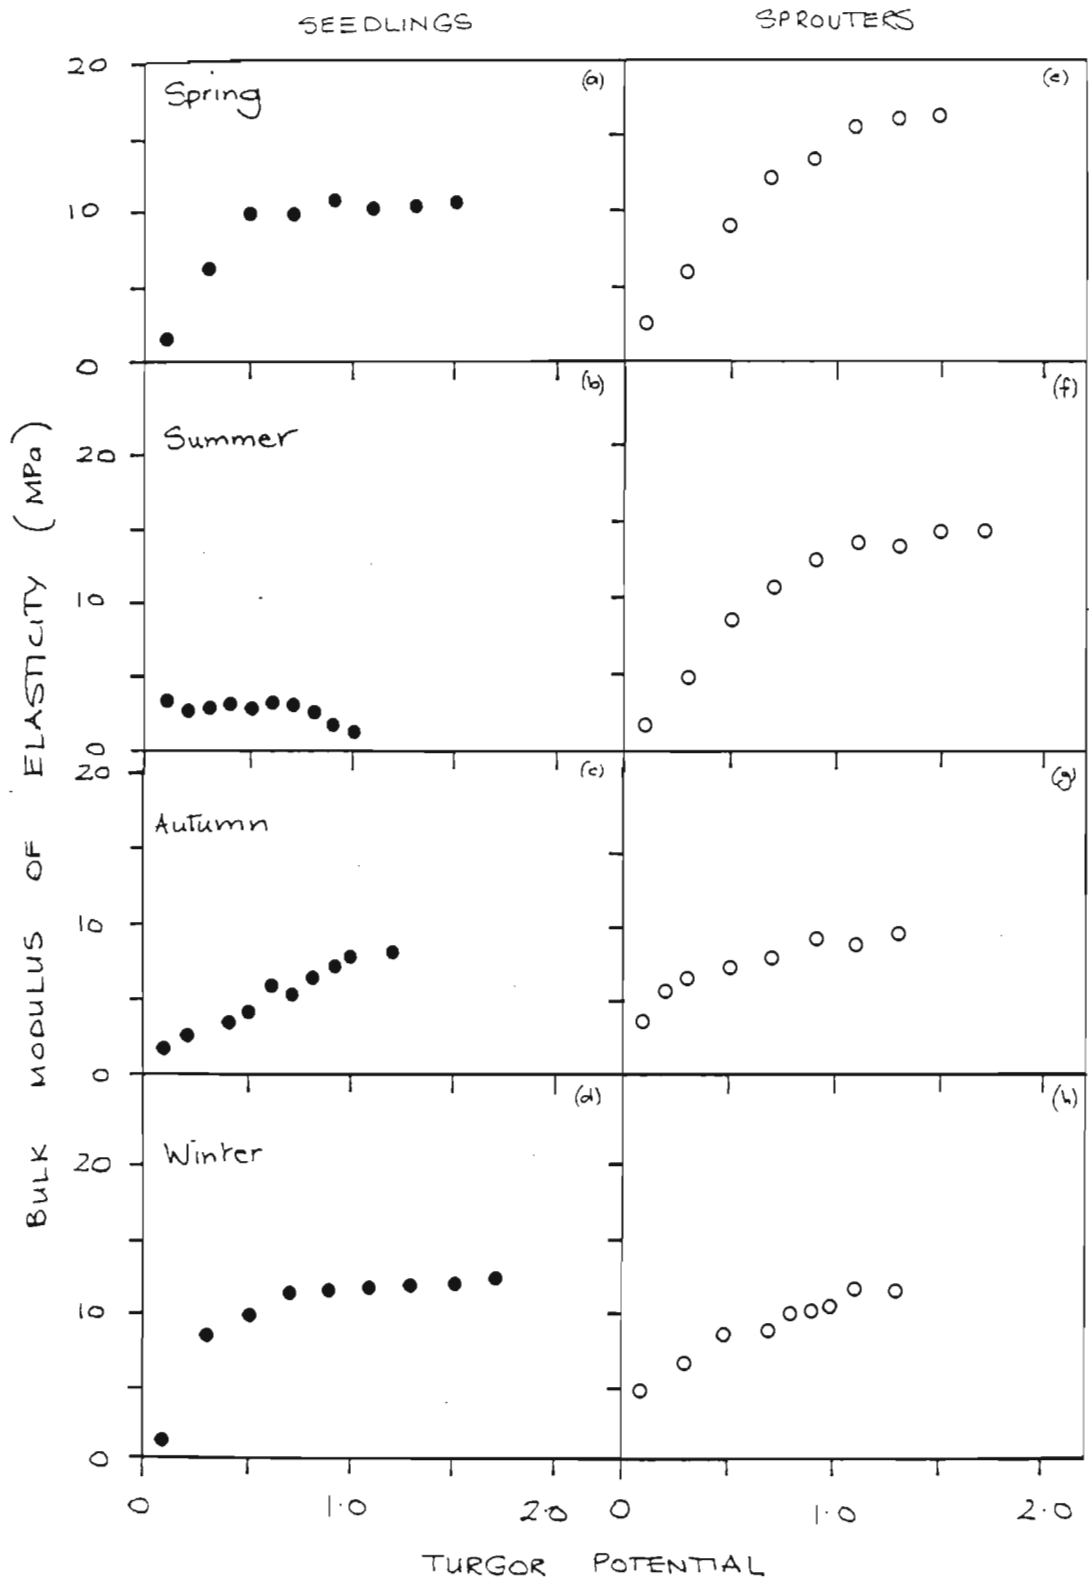 SEEDLINGS SPROUTERS
20 Spring (a) (e)
10
0
(b) (f)
20 Summer
10
0
20 (c) (g)
Autumn
10
0
(d) (h)
20 Winter
10
0
0 1.0 2.0 0 1.0 2.0
TURGOR POTENTIAL
BULK MODULUS OF ELASTICITY (MPa)